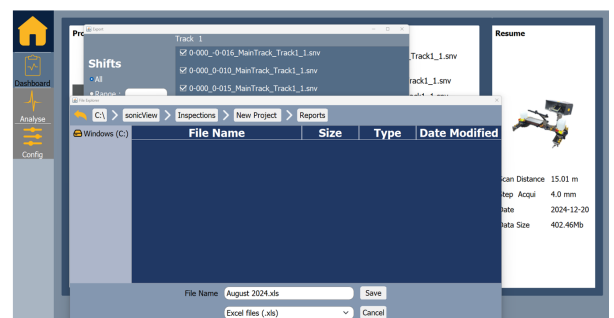 Dashboard
Analyse
Config
Export
Track 1
Shifts
All
Range :
0-000_-0-016_MainTrack_Track1_1.snv
0-000_0-010_MainTrack_Track1_1.snv
0-000_0-015_MainTrack_Track1_1.snv
_Track1_1.snv
rack1_1.snv
Resume
Scan Distance 15.01 m
Step Acqui 4.0 mm
Date 2024-12-20
Data Size 402.46Mb
File Explorer
C:\ > sonicView > Inspections > New Project > Reports
Windows (C:)
File Name Size Type Date Modified
File Name August 2024.xls Save
Excel files (.xls) Cancel